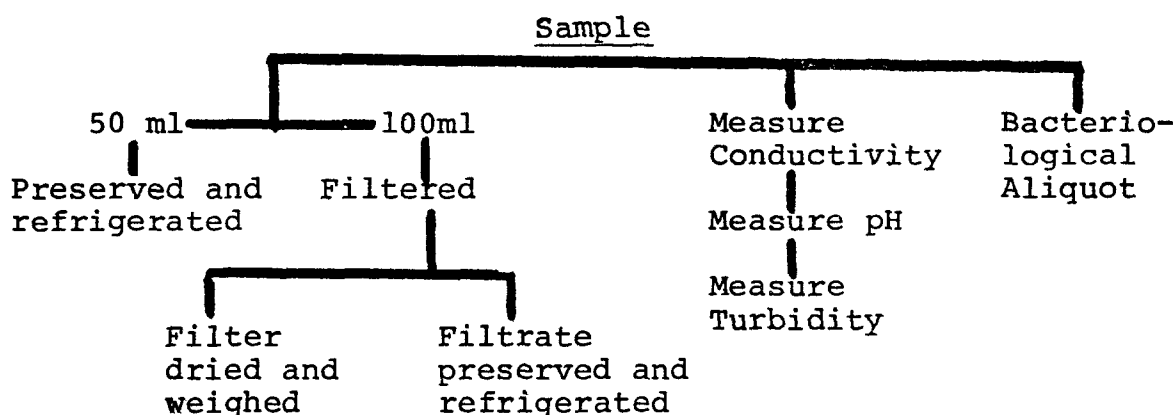 Sample
50 ml
100ml
Preserved and
refrigerated
Filtered
Filter
dried and
weighed
Filtrate
preserved and
refrigerated
Measure
Conductivity
Measure pH
Measure
Turbidity
Bacterio-
logical
Aliquot